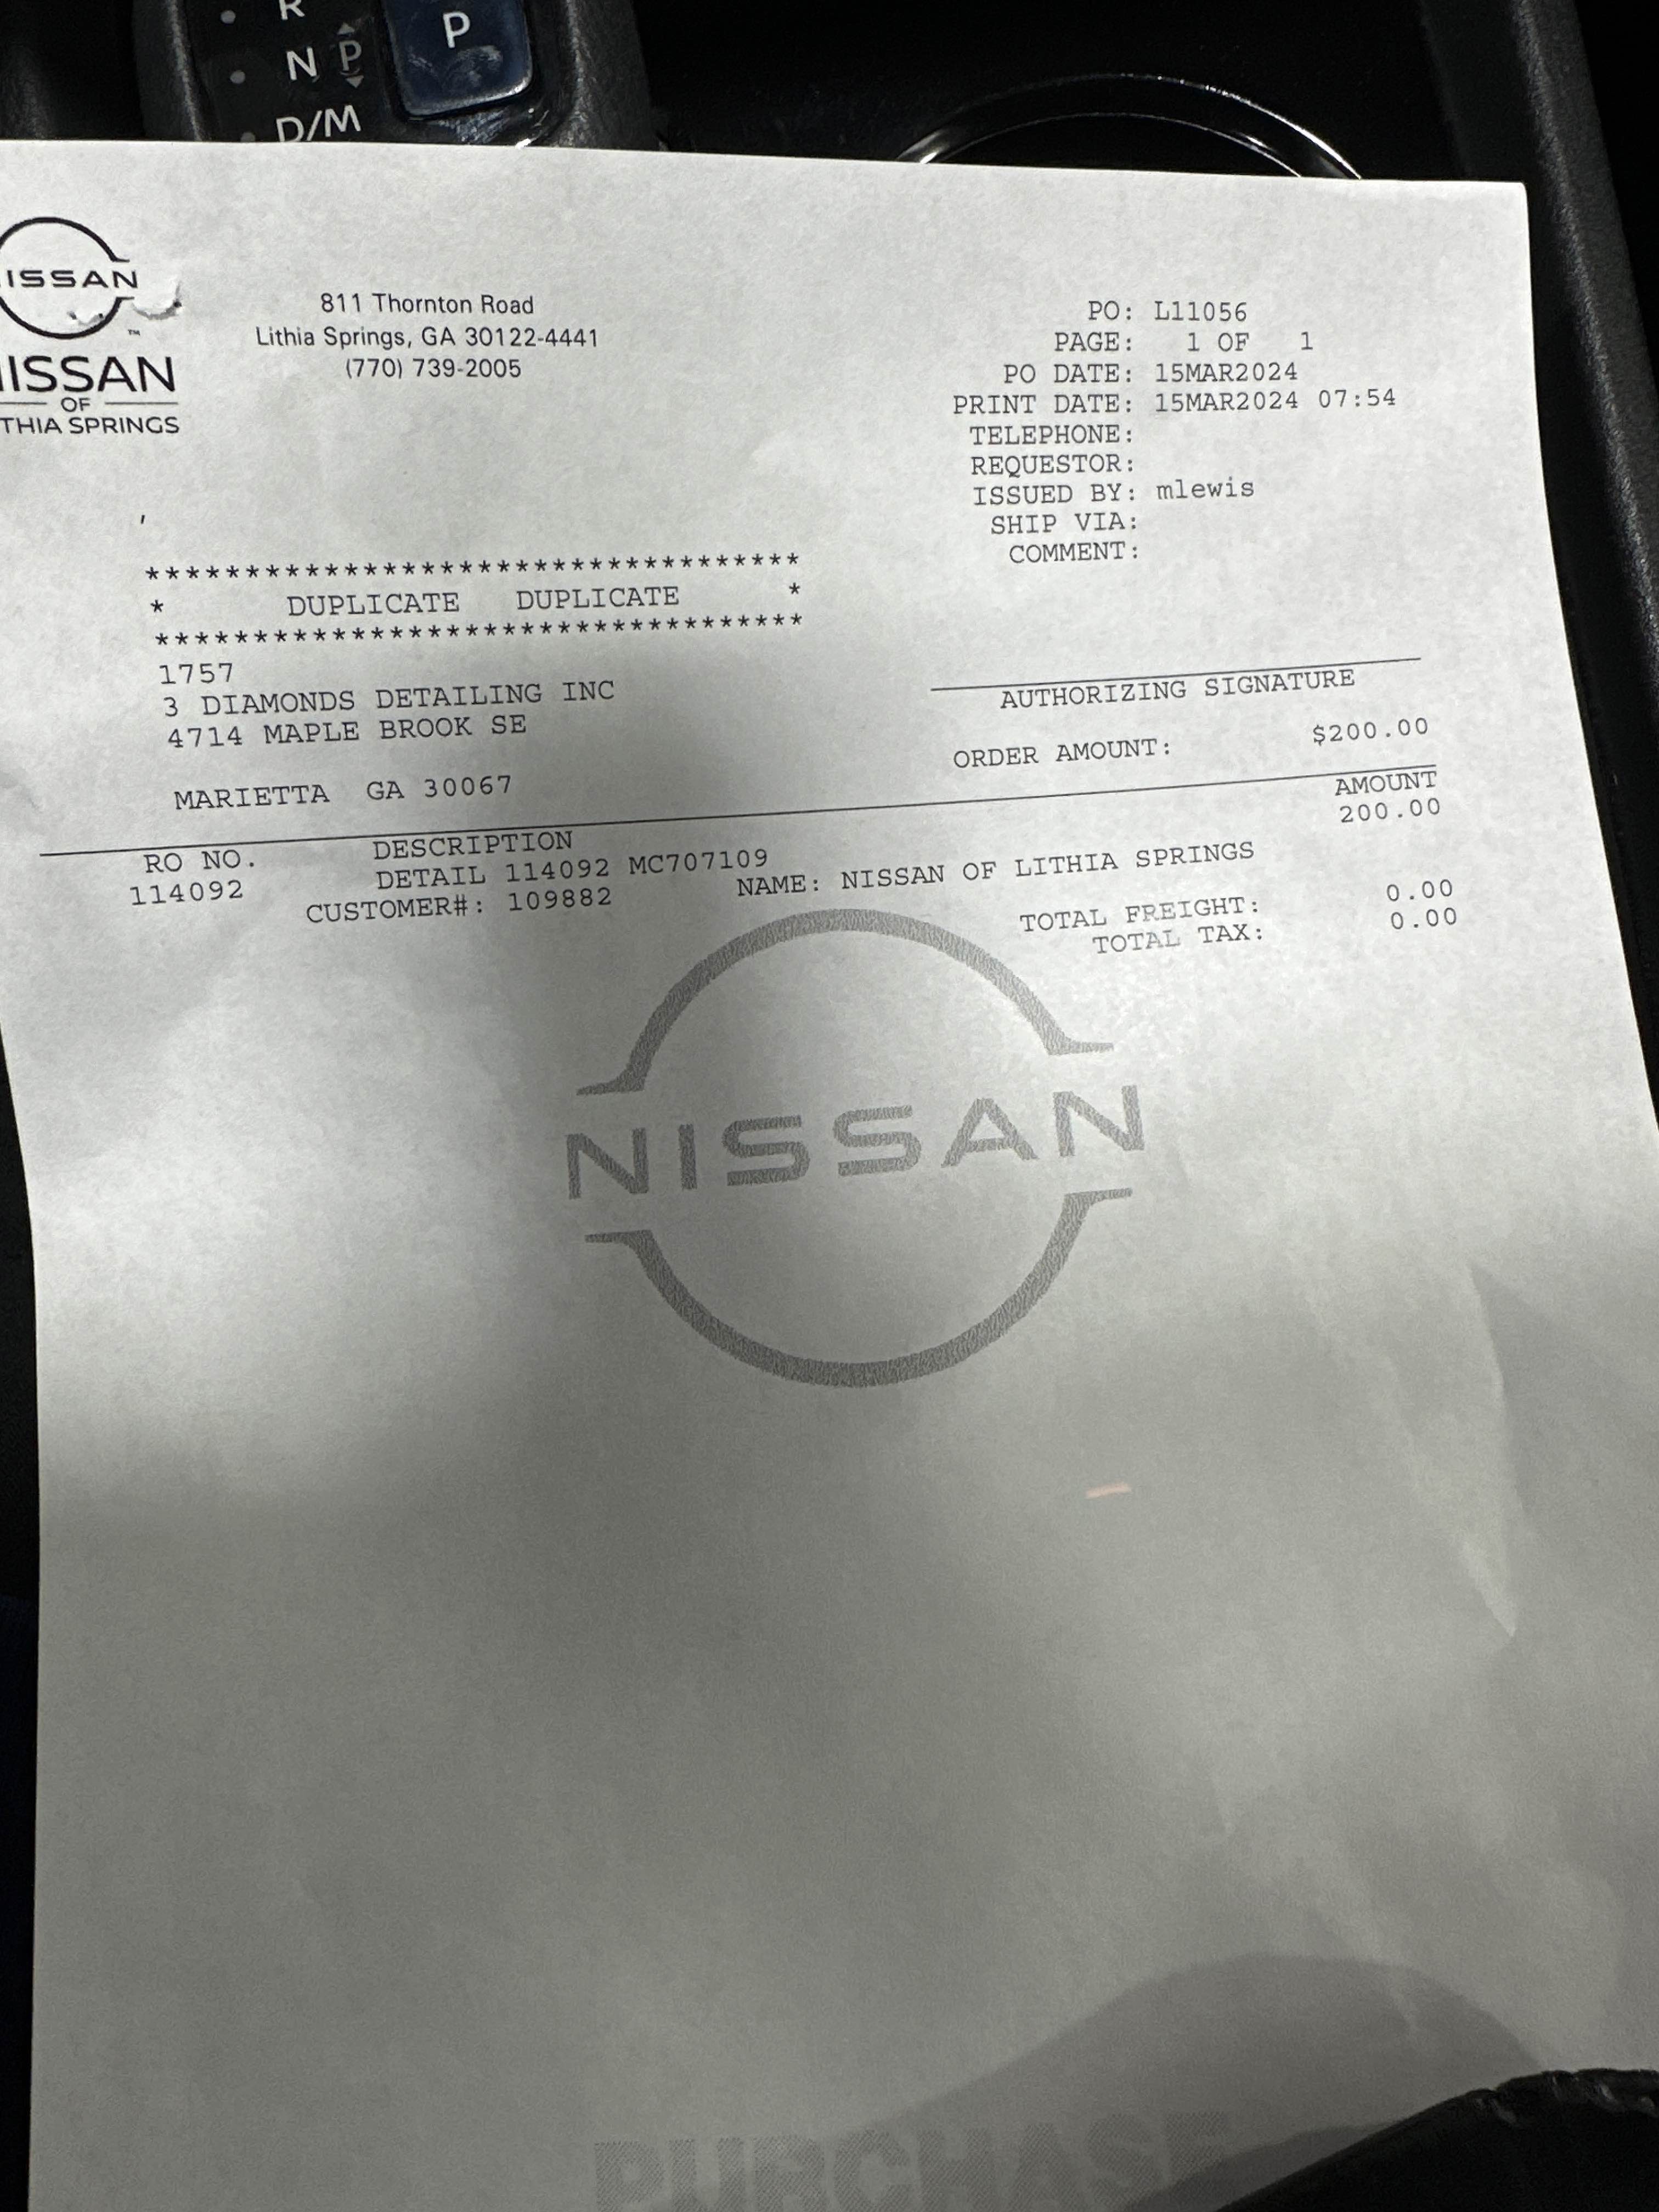 R
N P
D/M
P
ISSAN
ISSAN
OF
THIA SPRINGS
811 Thornton Road
Lithia Springs, GA 30122-4441
(770) 739-2005
PO: L11056
PAGE: 1 OF 1
PO DATE: 15MAR2024
PRINT DATE: 15MAR2024 07:54
TELEPHONE:
REQUESTOR:
ISSUED BY: mlewis
SHIP VIA:
COMMENT:
**********************************
* DUPLICATE DUPLICATE *
**********************************
1757
3 DIAMONDS DETAILING INC
4714 MAPLE BROOK SE
MARIETTA GA 30067
AUTHORIZING SIGNATURE
ORDER AMOUNT: $200.00
RO NO. DESCRIPTION AMOUNT
114092 DETAIL 114092 MC707109 200.00
CUSTOMER#: 109882 NAME: NISSAN OF LITHIA SPRINGS
TOTAL FREIGHT: 0.00
TOTAL TAX: 0.00
NISSAN
PURCHASE